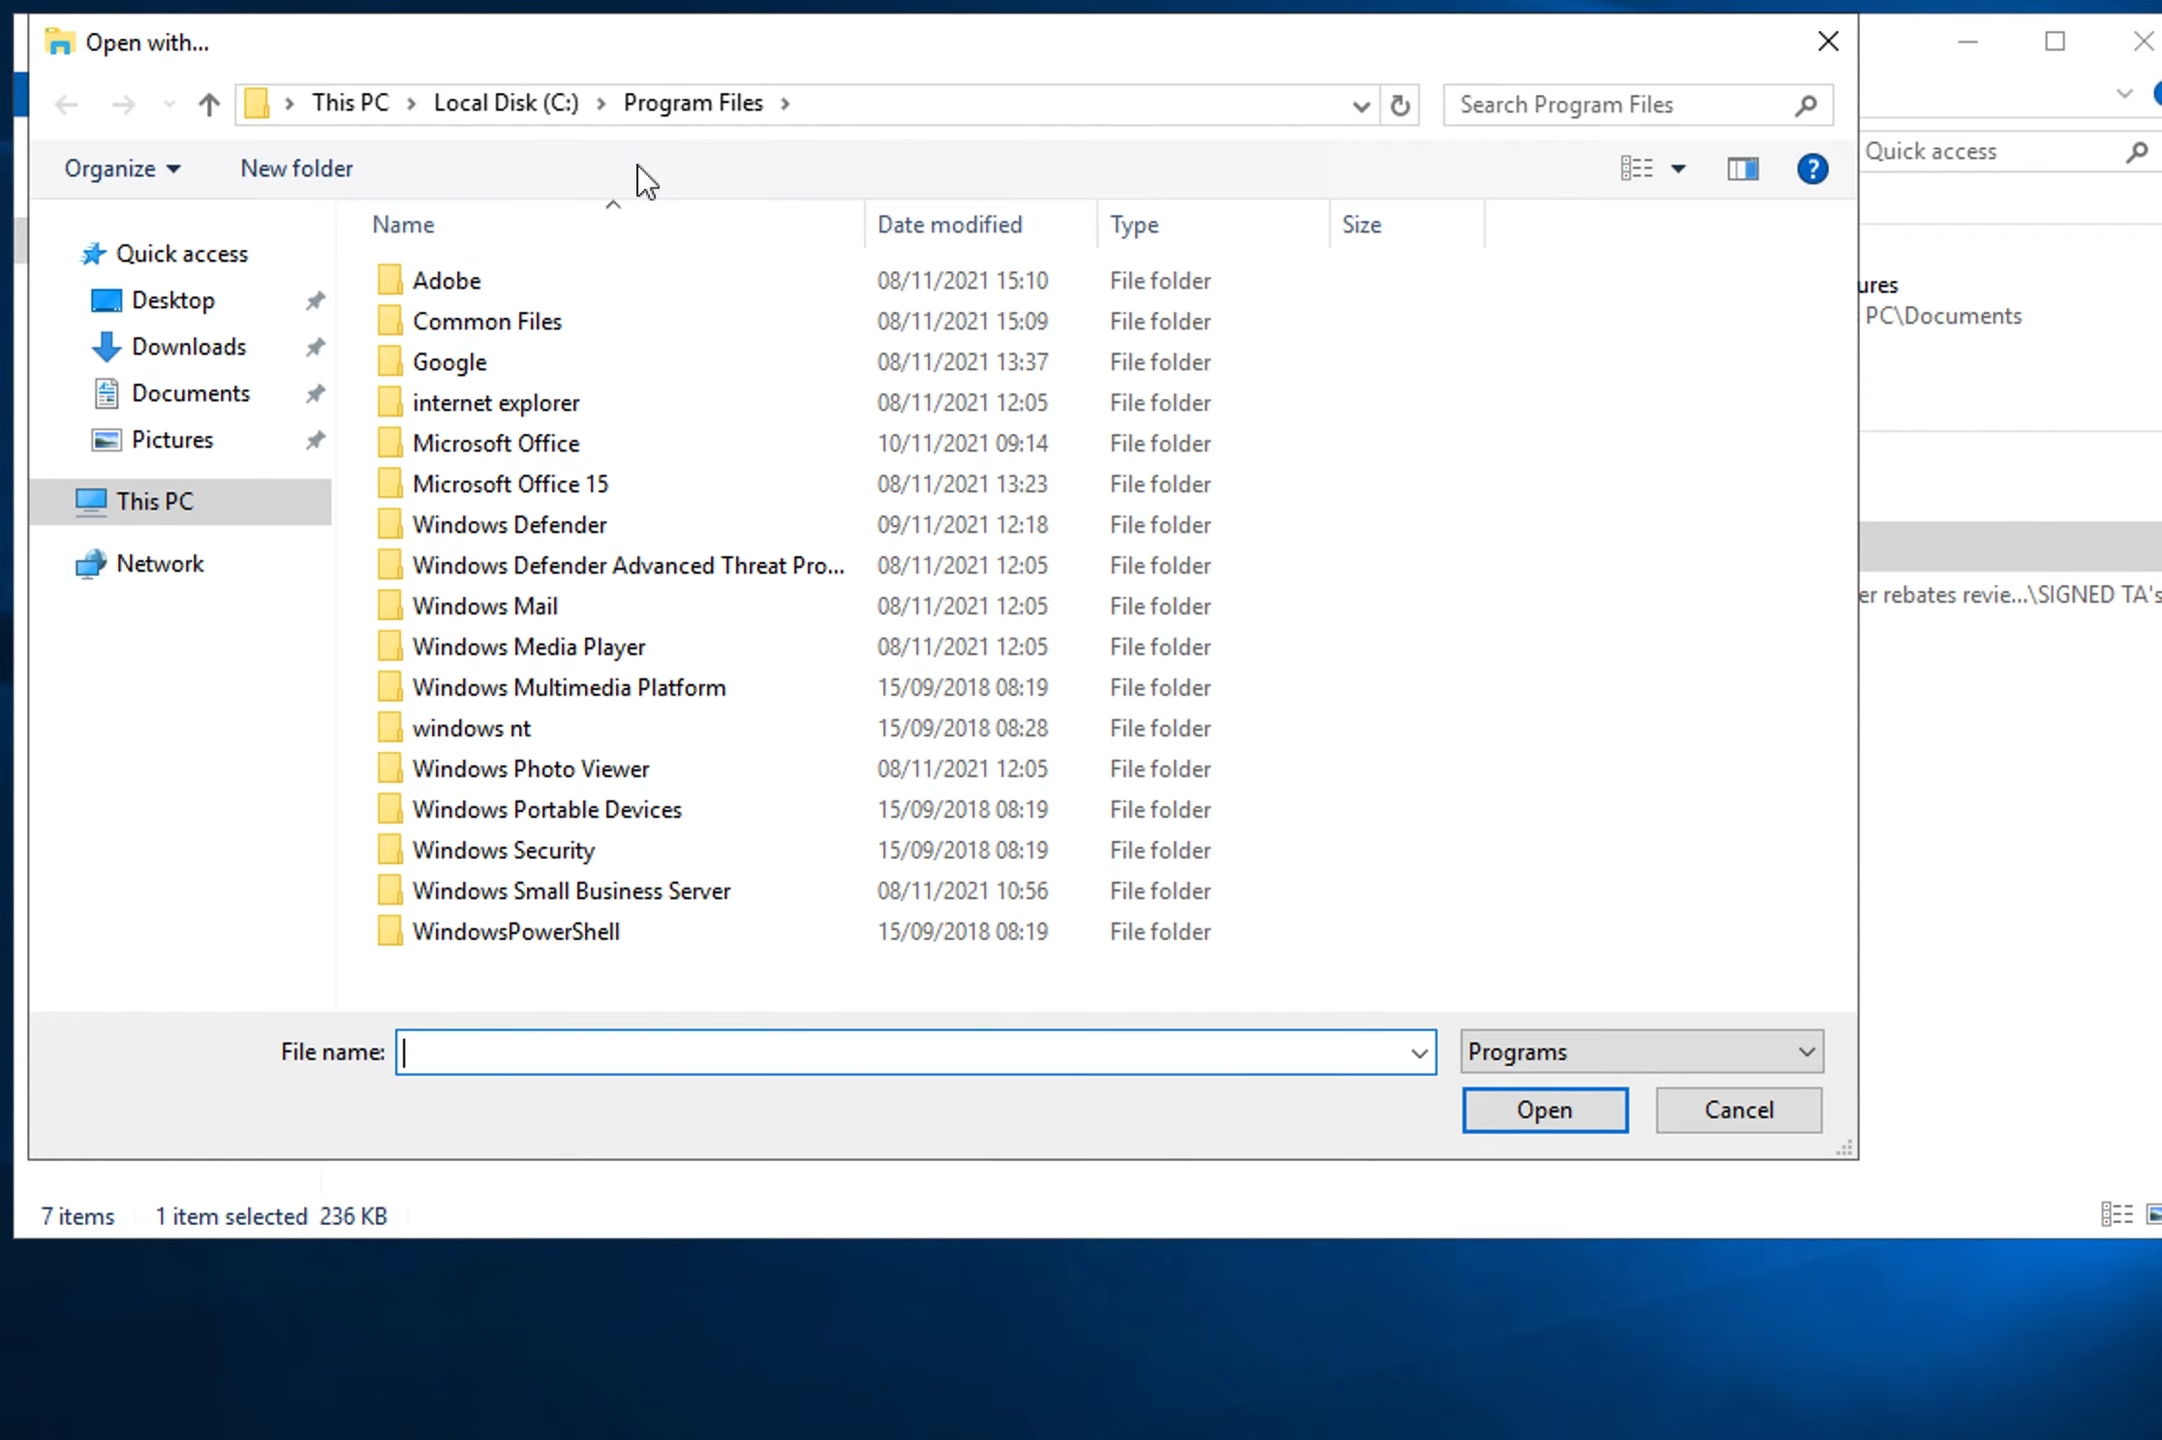 Open with...
This PC > Local Disk (C:) > Program Files >
Search Program Files
Organize
New folder
?
Quick access
Name
Date modified
Type
Size
Quick access
Desktop
Downloads
Documents
Pictures
This PC
Network
Adobe 08/11/2021 15:10 File folder
Common Files 08/11/2021 15:09 File folder
Google 08/11/2021 13:37 File folder
internet explorer 08/11/2021 12:05 File folder
Microsoft Office 10/11/2021 09:14 File folder
Microsoft Office 15 08/11/2021 13:23 File folder
Windows Defender 09/11/2021 12:18 File folder
Windows Defender Advanced Threat Pro... 08/11/2021 12:05 File folder
Windows Mail 08/11/2021 12:05 File folder
Windows Media Player 08/11/2021 12:05 File folder
Windows Multimedia Platform 15/09/2018 08:19 File folder
windows nt 15/09/2018 08:28 File folder
Windows Photo Viewer 08/11/2021 12:05 File folder
Windows Portable Devices 15/09/2018 08:19 File folder
Windows Security 15/09/2018 08:19 File folder
Windows Small Business Server 08/11/2021 10:56 File folder
WindowsPowerShell 15/09/2018 08:19 File folder
ures
PC\Documents
er rebates revie...\SIGNED TA's
File name:
Programs
Open
Cancel
7 items 1 item selected 236 KB